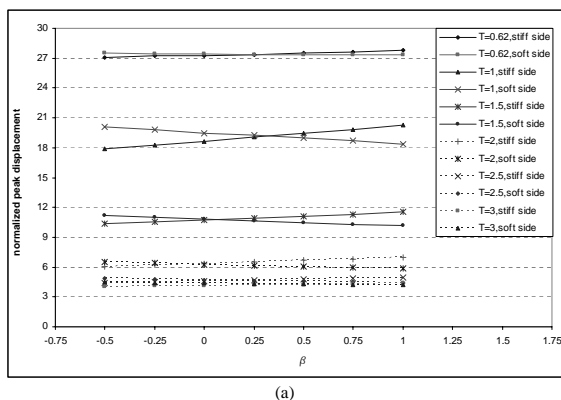 30
27
24
21
18
15
12
9
6
3
0
normalized peak displacement
-0.75 -0.5 -0.25 0 0.25 0.5 0.75 1 1.25 1.5 1.75
β
T=0.62,stiff side
T=0.62,soft side
T=1,stiff side
T=1,soft side
T=1.5,stiff side
T=1.5,soft side
T=2,stiff side
T=2,soft side
T=2.5,stiff side
T=2.5,soft side
T=3,stiff side
T=3,soft side
(a)